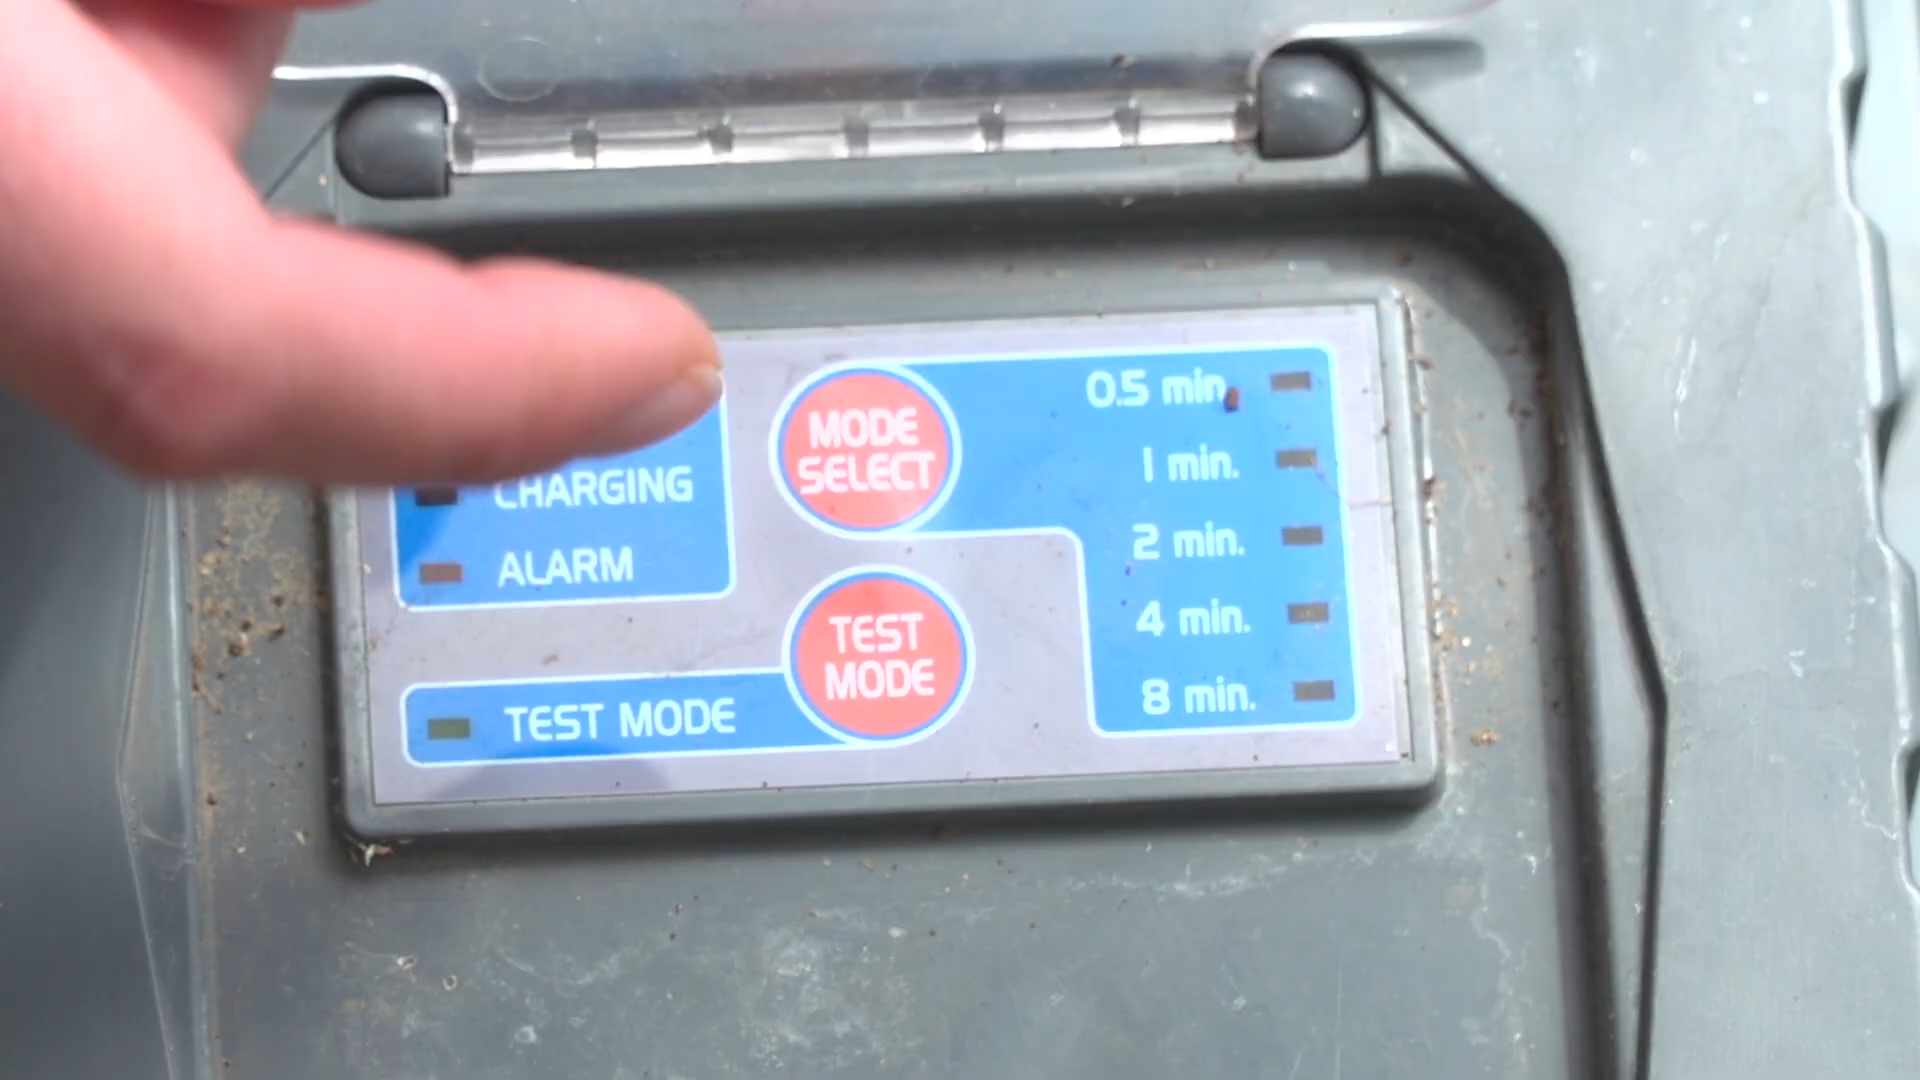 CHARGING
ALARM
TEST MODE
MODE
SELECT
TEST
MODE
0.5 min.
1 min.
2 min.
4 min.
8 min.